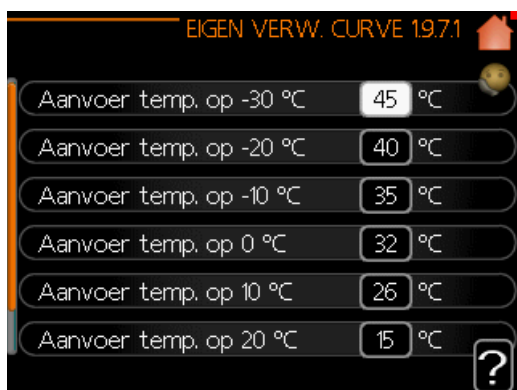 EIGEN VERW. CURVE 1.9.7.1
Aanvoer temp. op -30 °C 45 °C
Aanvoer temp. op -20 °C 40 °C
Aanvoer temp. op -10 °C 35 °C
Aanvoer temp. op 0 °C 32 °C
Aanvoer temp. op 10 °C 26 °C
Aanvoer temp. op 20 °C 15 °C
?